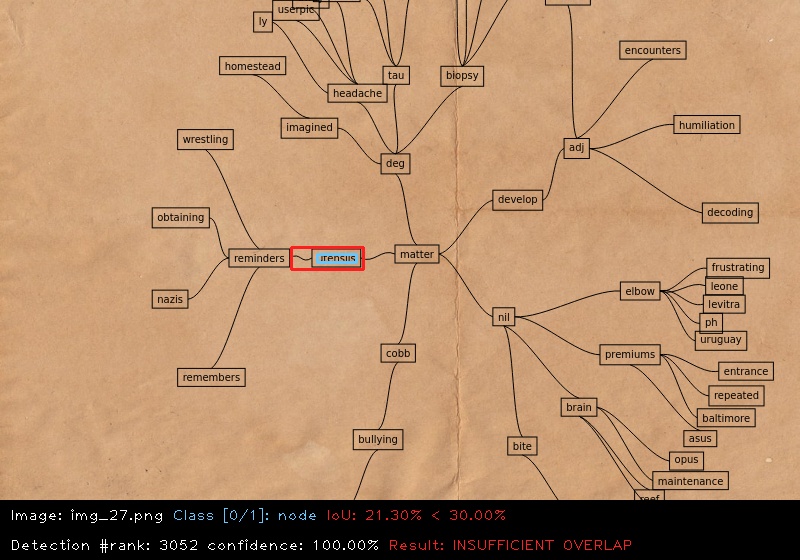 userpic
ly
encounters
homestead
tau
biopsy
headache
imagined
humiliation
wrestling
adj
deg
develop
obtaining
decoding
reminders
matter
frustrating
leone
elbow
levitra
nazis
nil
ph
uruguay
cobb
premiums
entrance
remembers
repeated
brain
baltimore
bullying
asus
bite
opus
maintenance
reef
Image: img_27.png Class [0/1]: node IoU: 21.30% < 30.00%
Detection #rank: 3052 confidence: 100.00% Result: INSUFFICIENT OVERLAP